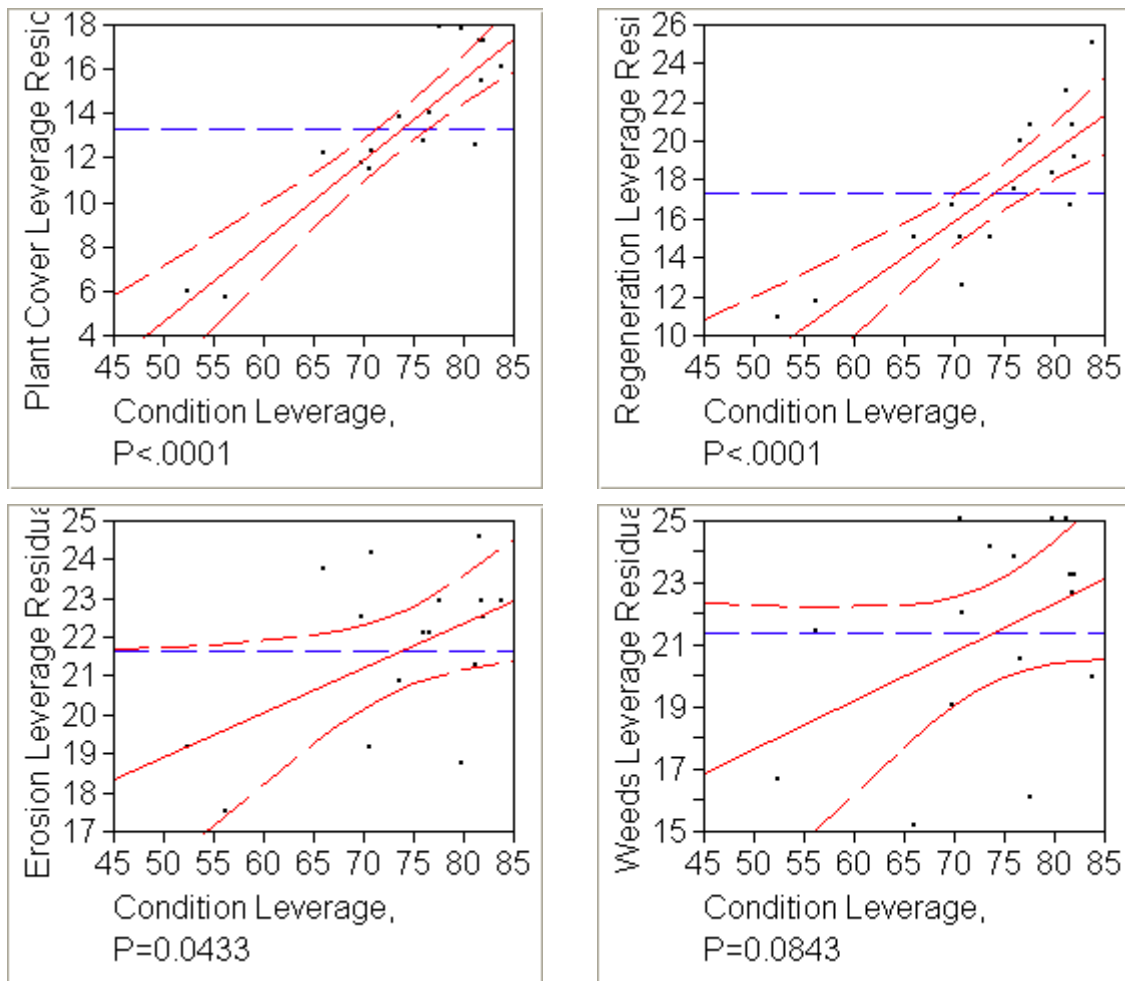 Plant Cover Leverage Resi
18
16
14
12
10
8
6
4
45 50 55 60 65 70 75 80 85
Condition Leverage,
P<.0001
Regeneration Leverage Resi
26
24
22
20
18
16
14
12
10
45 50 55 60 65 70 75 80 85
Condition Leverage,
P<.0001
Erosion Leverage Residua
25
24
23
22
21
20
19
18
17
45 50 55 60 65 70 75 80 85
Condition Leverage,
P=0.0433
Weeds Leverage Residua
25
23
21
19
17
15
45 50 55 60 65 70 75 80 85
Condition Leverage,
P=0.0843